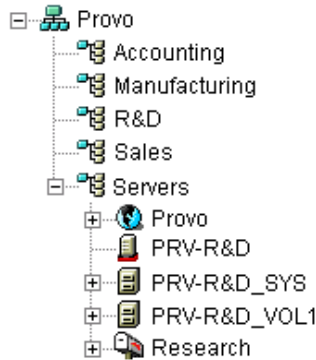 Provo
Accounting
Manufacturing
R&D
Sales
Servers
Provo
PRV-R&D
PRV-R&D_SYS
PRV-R&D_VOL1
Research